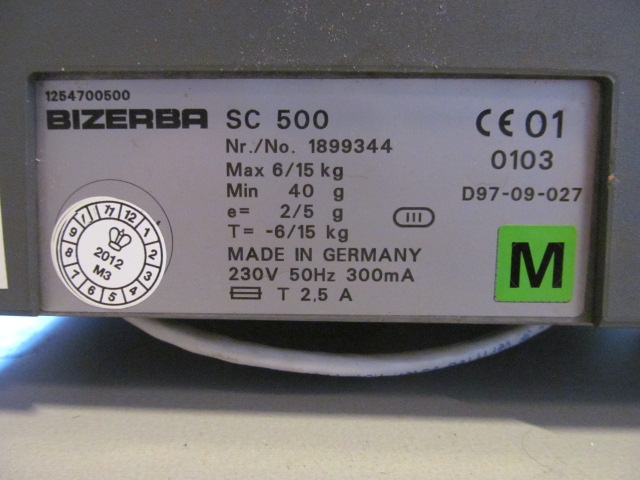 1254700500
BIZERBA SC 500
Nr./No. 1899344
Max 6/15 kg
Min 40 g
e= 2/5 g
T= -6/15 kg
MADE IN GERMANY
230V 50Hz 300mA
T 2,5 A
III
CE 01
0103
D97-09-027
M
12
1
2
3
4
5
6
7
8
9
11
2012
M3